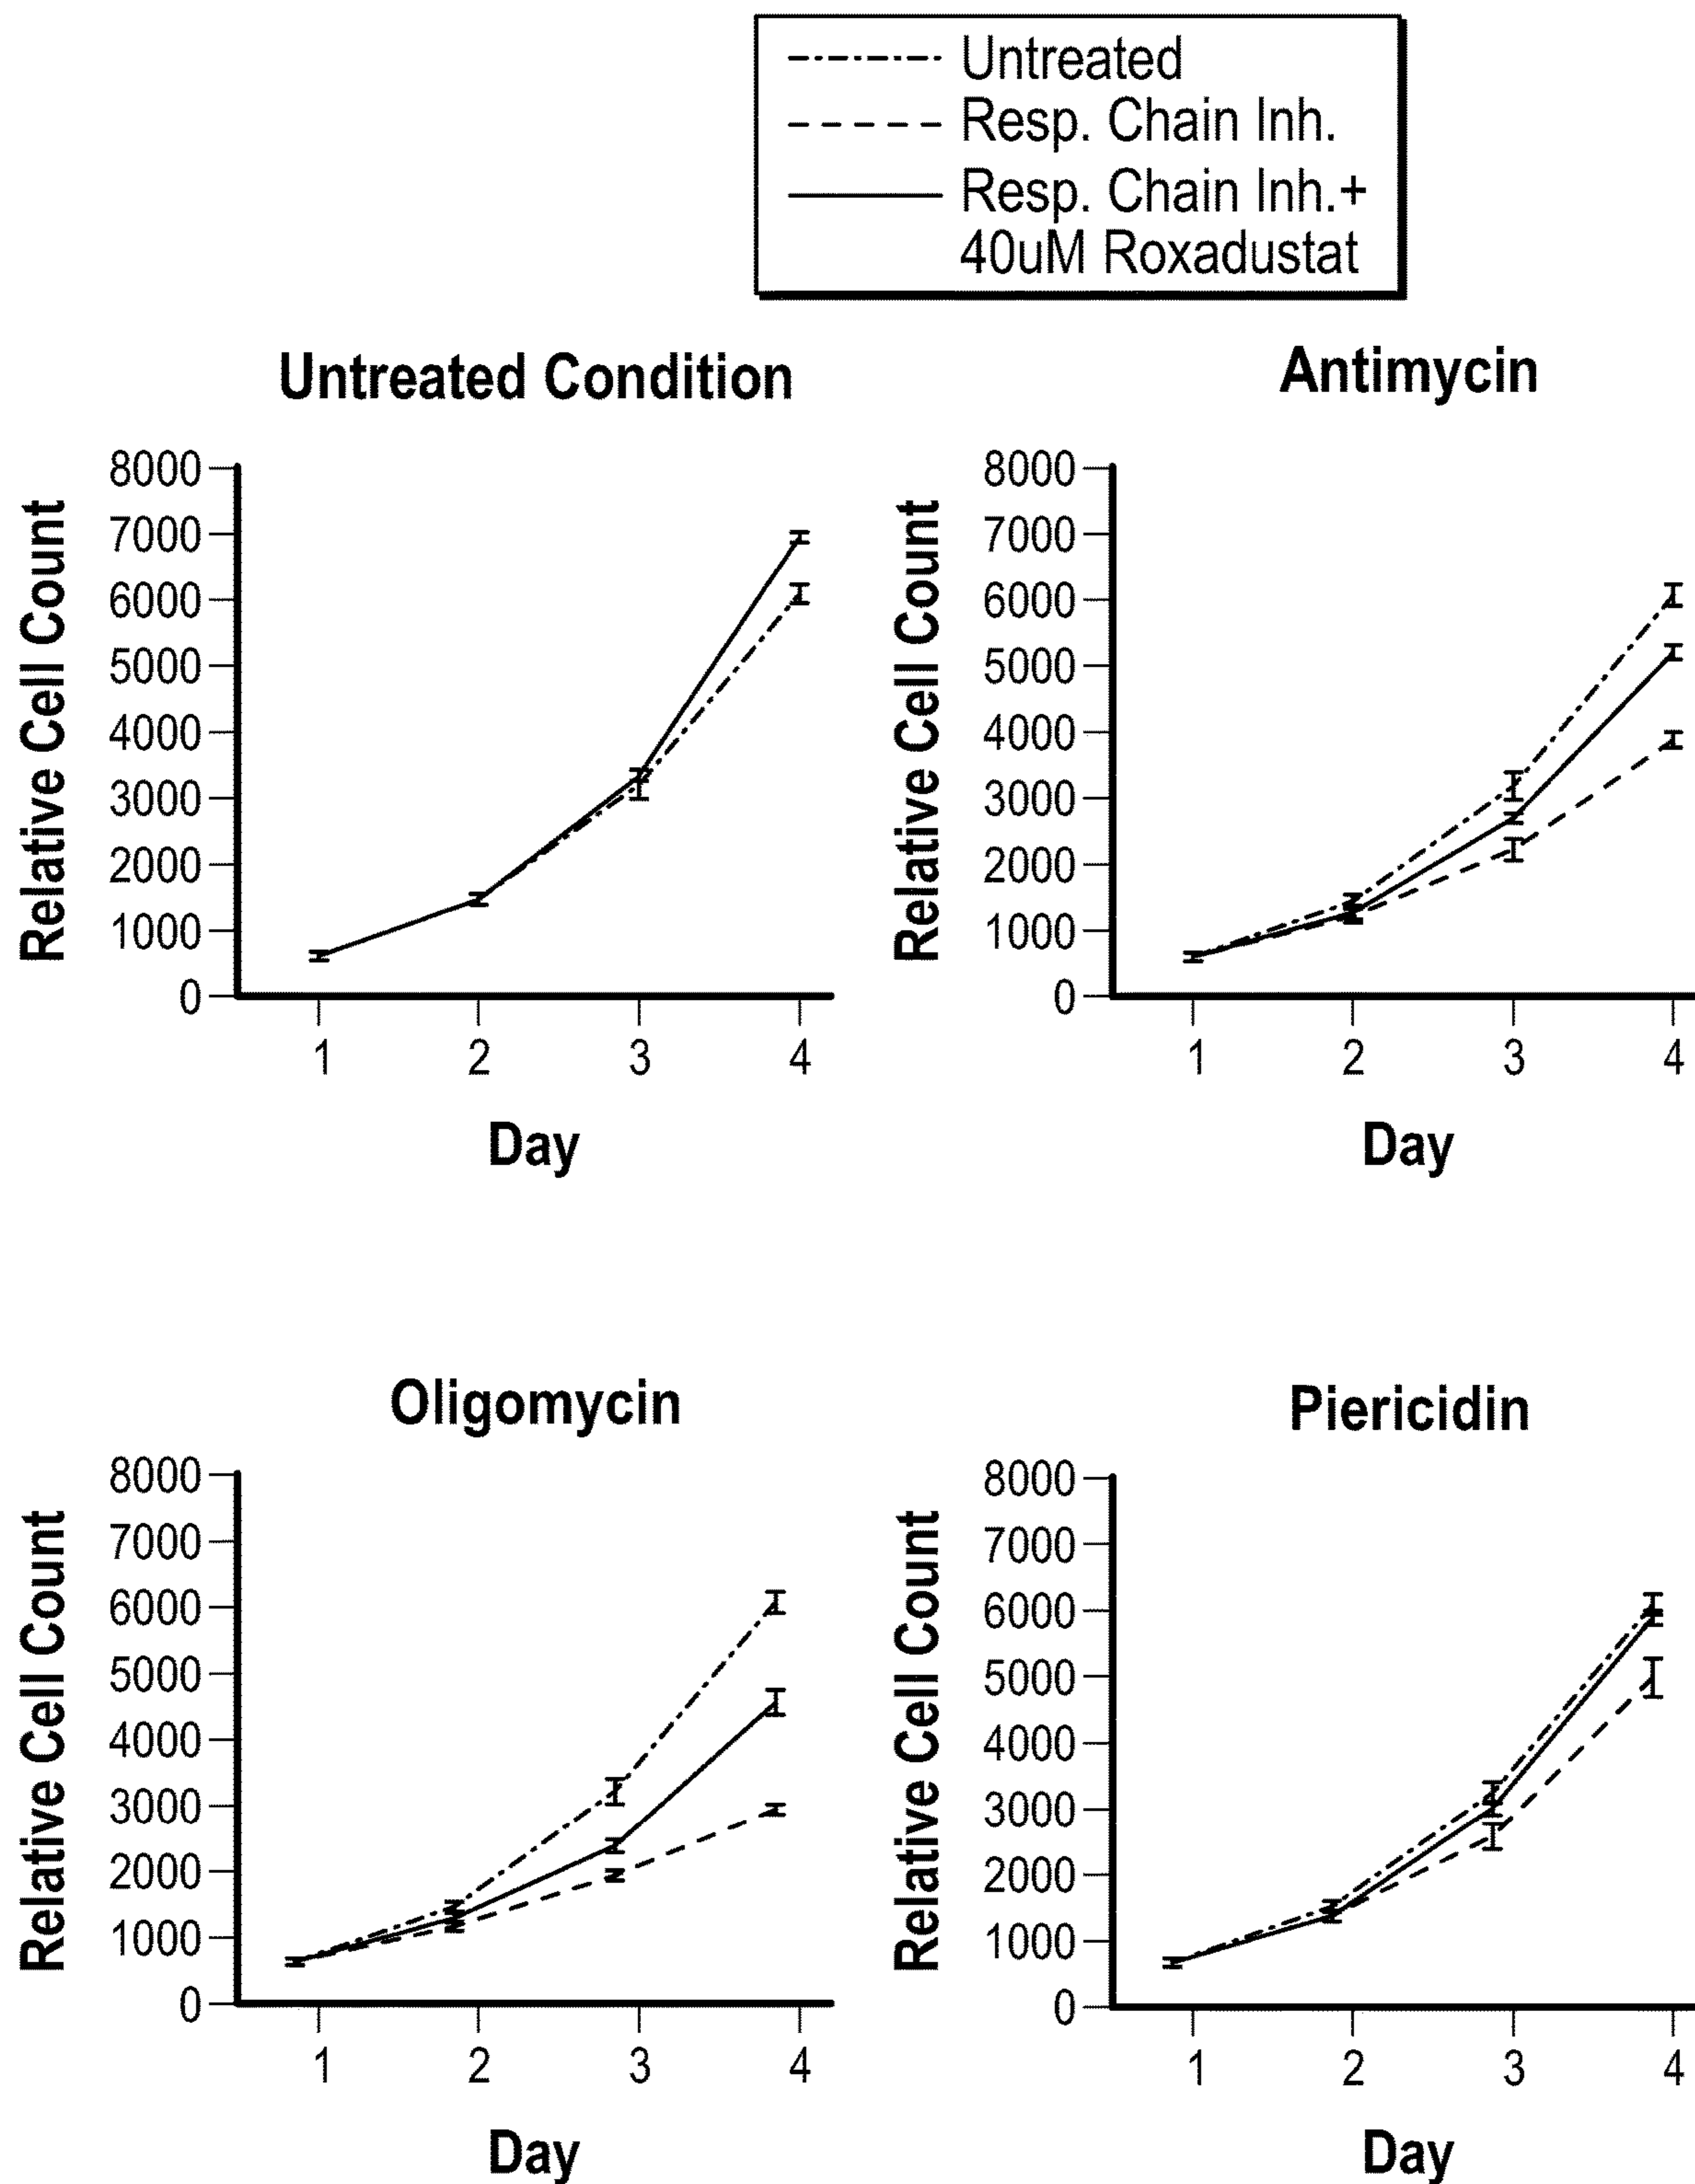 Untreated
Resp. Chain Inh.
Resp. Chain Inh.+
40uM Roxadustat
Untreated Condition
Relative Cell Count
8000
7000
6000
5000
4000
3000
2000
1000
0
1 2 3 4
Day
Antimycin
Relative Cell Count
8000
7000
6000
5000
4000
3000
2000
1000
0
1 2 3 4
Day
Oligomycin
Relative Cell Count
8000
7000
6000
5000
4000
3000
2000
1000
0
1 2 3 4
Day
Piericidin
Relative Cell Count
8000
7000
6000
5000
4000
3000
2000
1000
0
1 2 3 4
Day